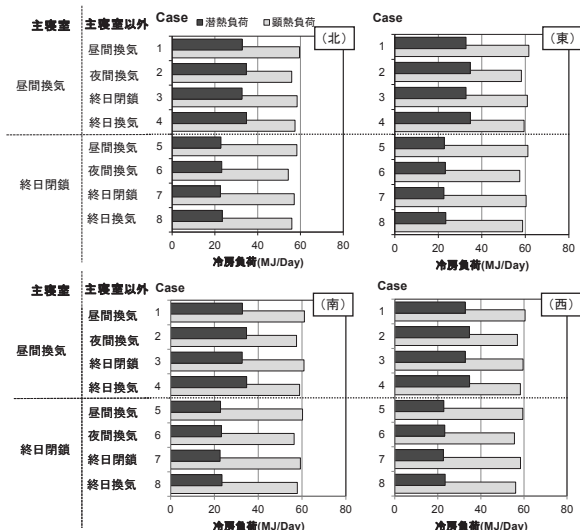 主寝室 主寝室以外 Case ■潜熱負荷 □顕熱負荷
昼間換気 1 （北）
夜間換気 2
昼間換気
終日閉鎖 3
終日換気 4
昼間換気 5
夜間換気 6
終日閉鎖
終日閉鎖 7
終日換気 8
0 20 40 60 80
冷房負荷(MJ/Day)
Case
1 （東）
2
3
4
5
6
7
8
0 20 40 60 80
冷房負荷(MJ/Day)
主寝室 主寝室以外 Case
昼間換気 1 （南）
夜間換気 2
昼間換気
終日閉鎖 3
終日換気 4
昼間換気 5
夜間換気 6
終日閉鎖
終日閉鎖 7
終日換気 8
0 20 40 60 80
冷房負荷(MJ/Day)
Case
1 （西）
2
3
4
5
6
7
8
0 20 40 60 80
冷房負荷(MJ/Day)